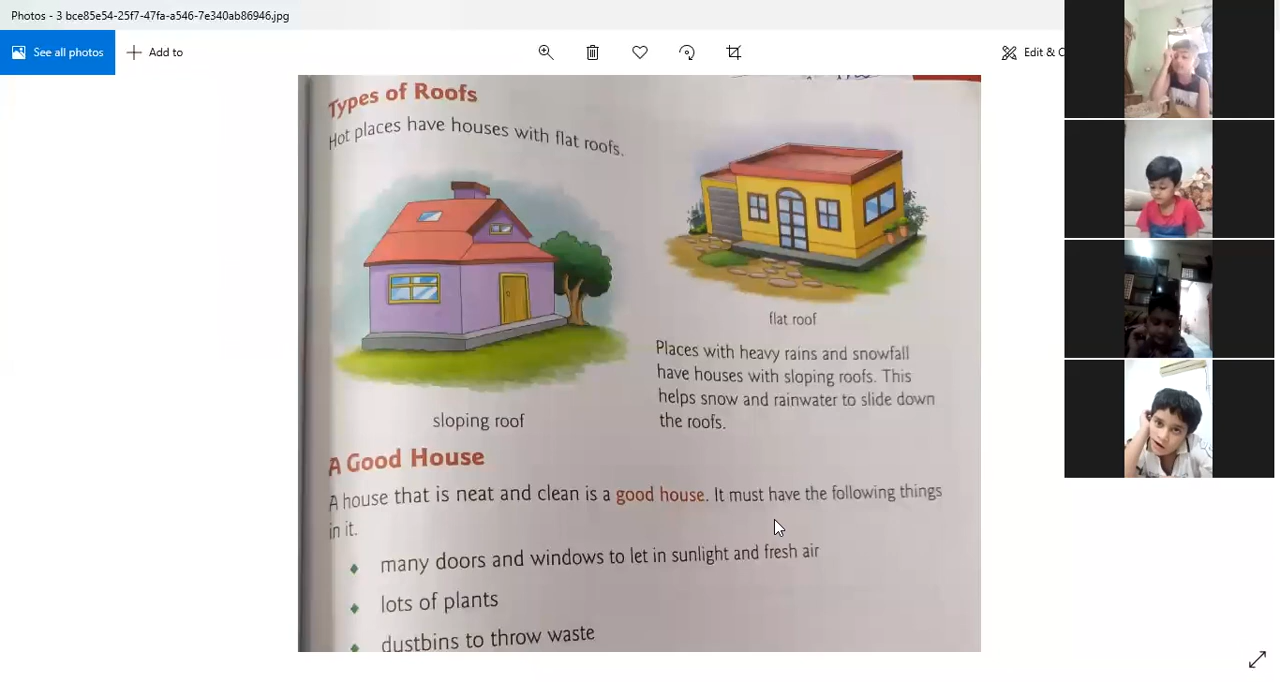 Photos - 3 bce85e54-25f7-47fa-a546-7e340ab86946.jpg
See all photos
Add to
Edit & C
Types of Roofs
Hot places have houses with flat roofs.
sloping roof
flat roof
Places with heavy rains and snowfall
have houses with sloping roofs. This
helps snow and rainwater to slide down
the roofs.
A Good House
A house that is neat and clean is a good house. It must have the following things
in it.
many doors and windows to let in sunlight and fresh air
lots of plants
dustbins to throw waste